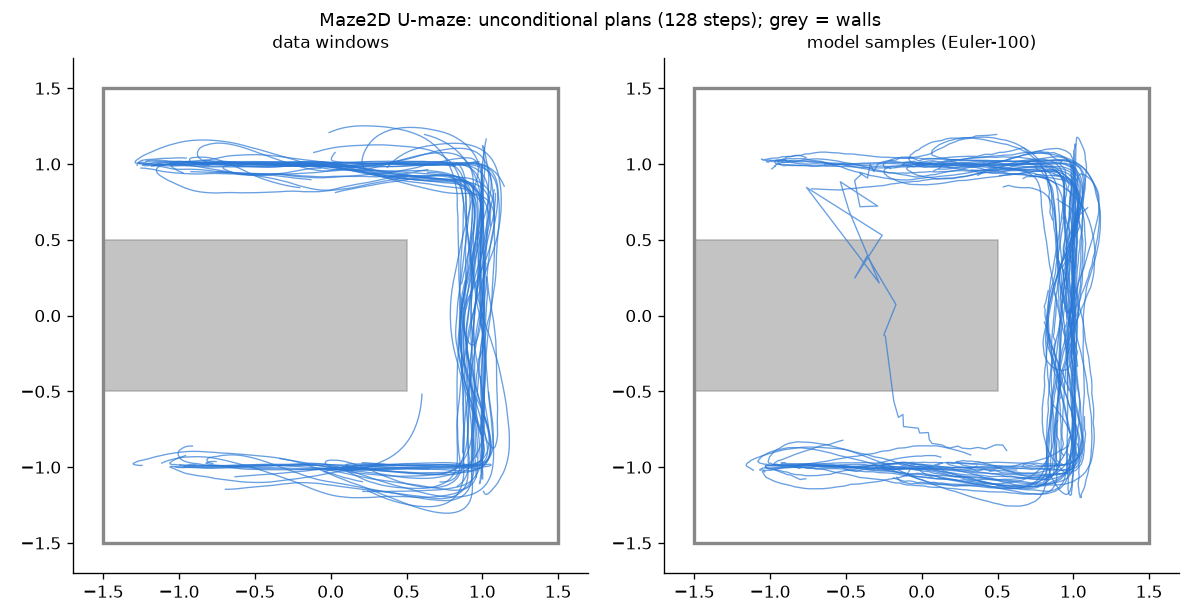 Maze2D U-maze: unconditional plans (128 steps); grey = walls
data windows
model samples (Euler-100)
1.5
1.0
0.5
0.0
−0.5
−1.0
−1.5
−1.5 −1.0 −0.5 0.0 0.5 1.0 1.5
1.5
1.0
0.5
0.0
−0.5
−1.0
−1.5
−1.5 −1.0 −0.5 0.0 0.5 1.0 1.5